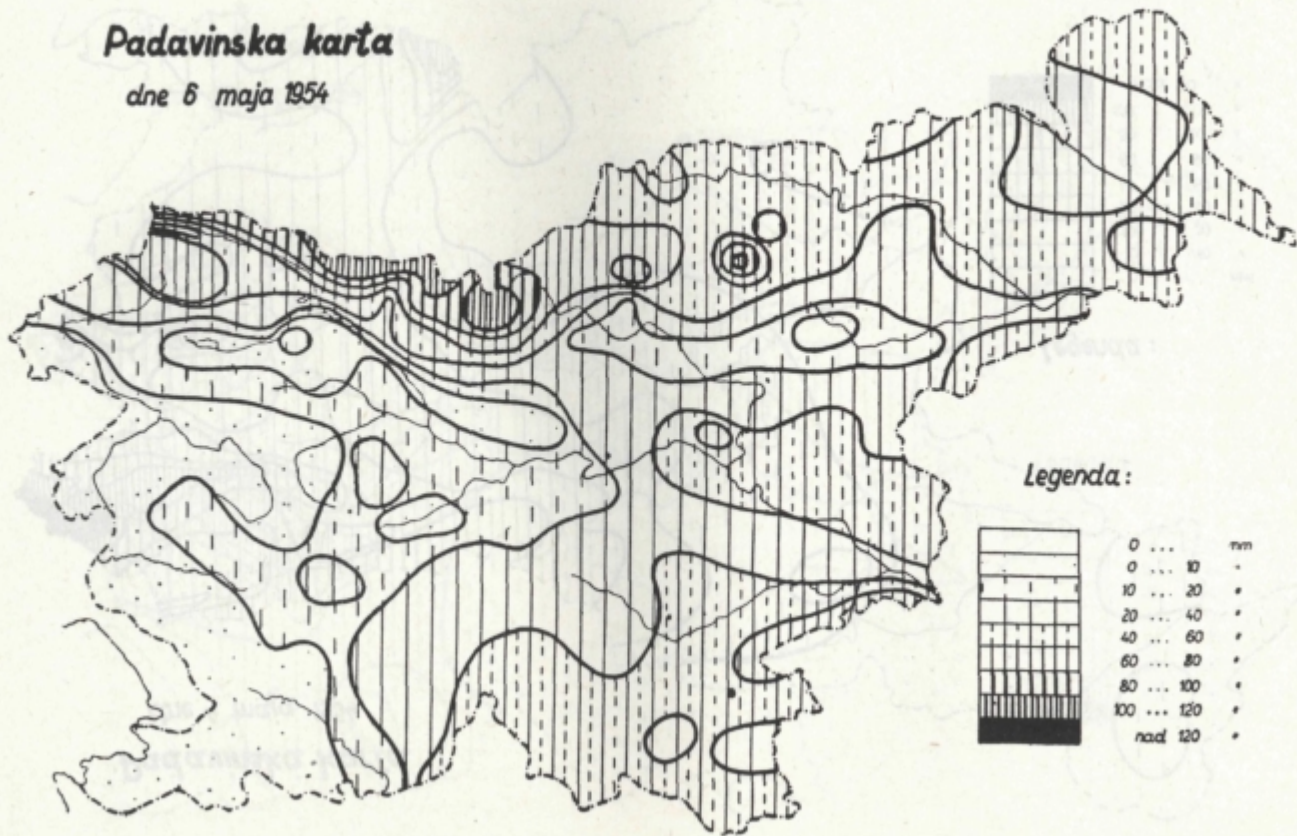 Padavinska karta
dne 6 maja 1954
Legenda:
0 ... mm
0 ... 10 "
10 ... 20 "
20 ... 40 "
40 ... 60 "
60 ... 80 "
80 ... 100 "
100 ... 120 "
nad 120 "